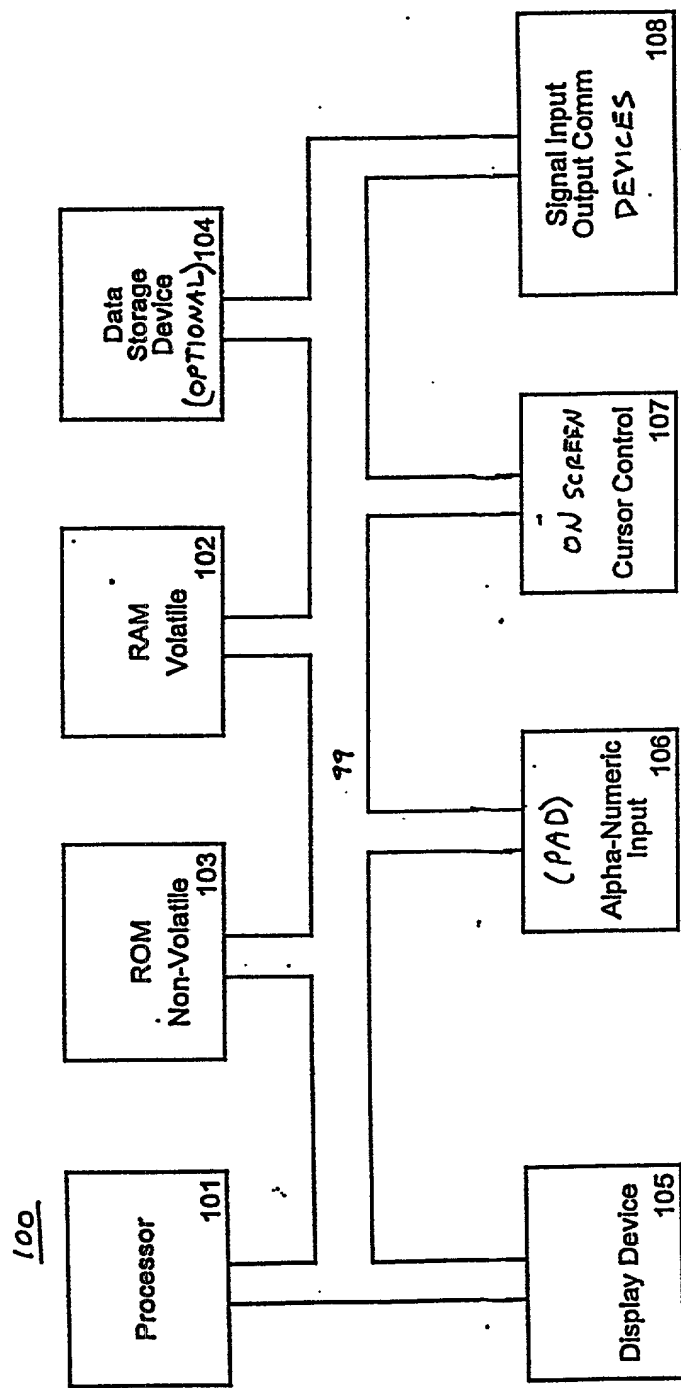 100
Processor
101
ROM
Non-Volatile
103
RAM
Volatile
102
Data
Storage
Device
(OPTIONAL)
104
99
Display Device
105
(PAD)
Alpha-Numeric
Input
106
ON SCREEN
Cursor Control
107
Signal Input
Output Comm
DEVICES
108